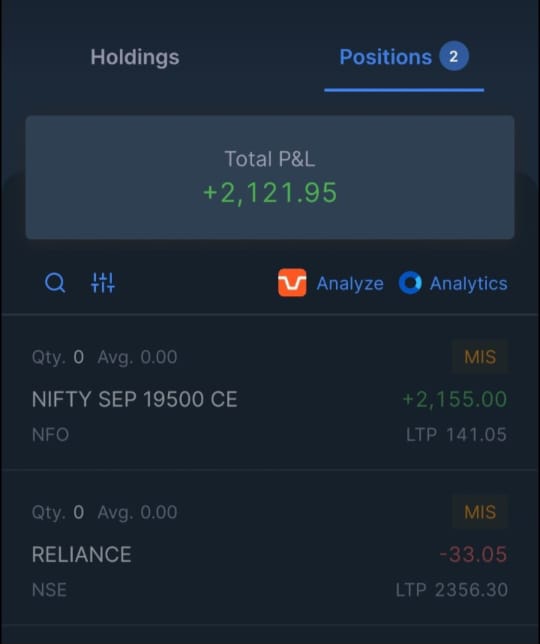 Holdings Positions 2
Total P&L
+2,121.95
Analyze Analytics
Qty. 0 Avg. 0.00 MIS
NIFTY SEP 19500 CE +2,155.00
NFO LTP 141.05
Qty. 0 Avg. 0.00 MIS
RELIANCE -33.05
NSE LTP 2356.30